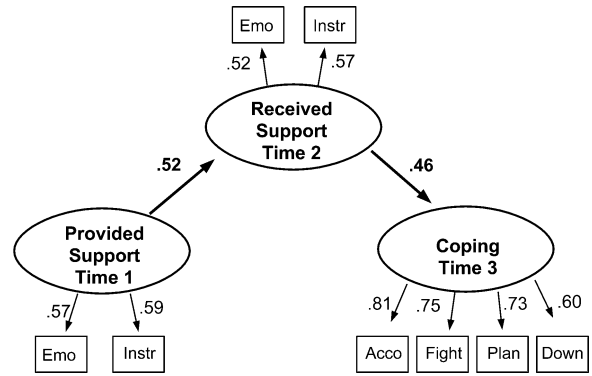 Emo Instr
.52 .57
Received
Support
Time 2
.52 .46
Provided
Support
Time 1
Coping
Time 3
.57 .59
.81 .75 .73 .60
Emo Instr
Acco Fight Plan Down